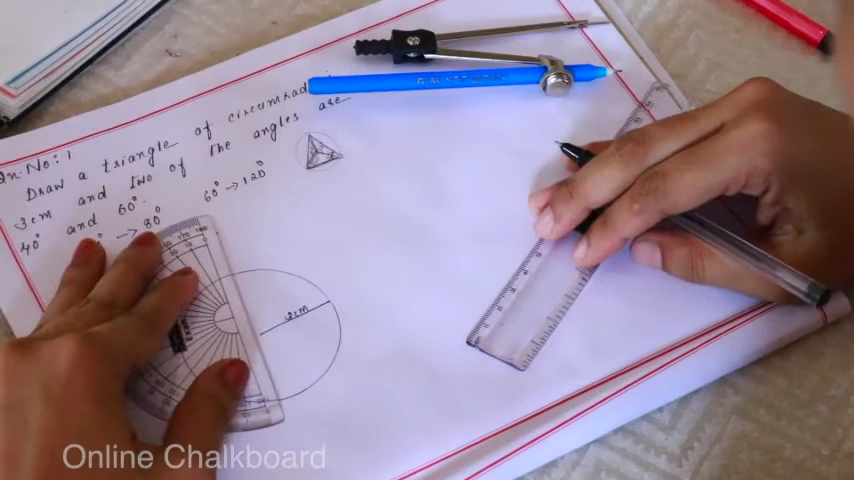 Qn: No: 1
Draw a triangle of circumrad
3cm and two of the angles are
40° and 60°.
→ 80° 60° → 120°
3cm
Online Chalkboard